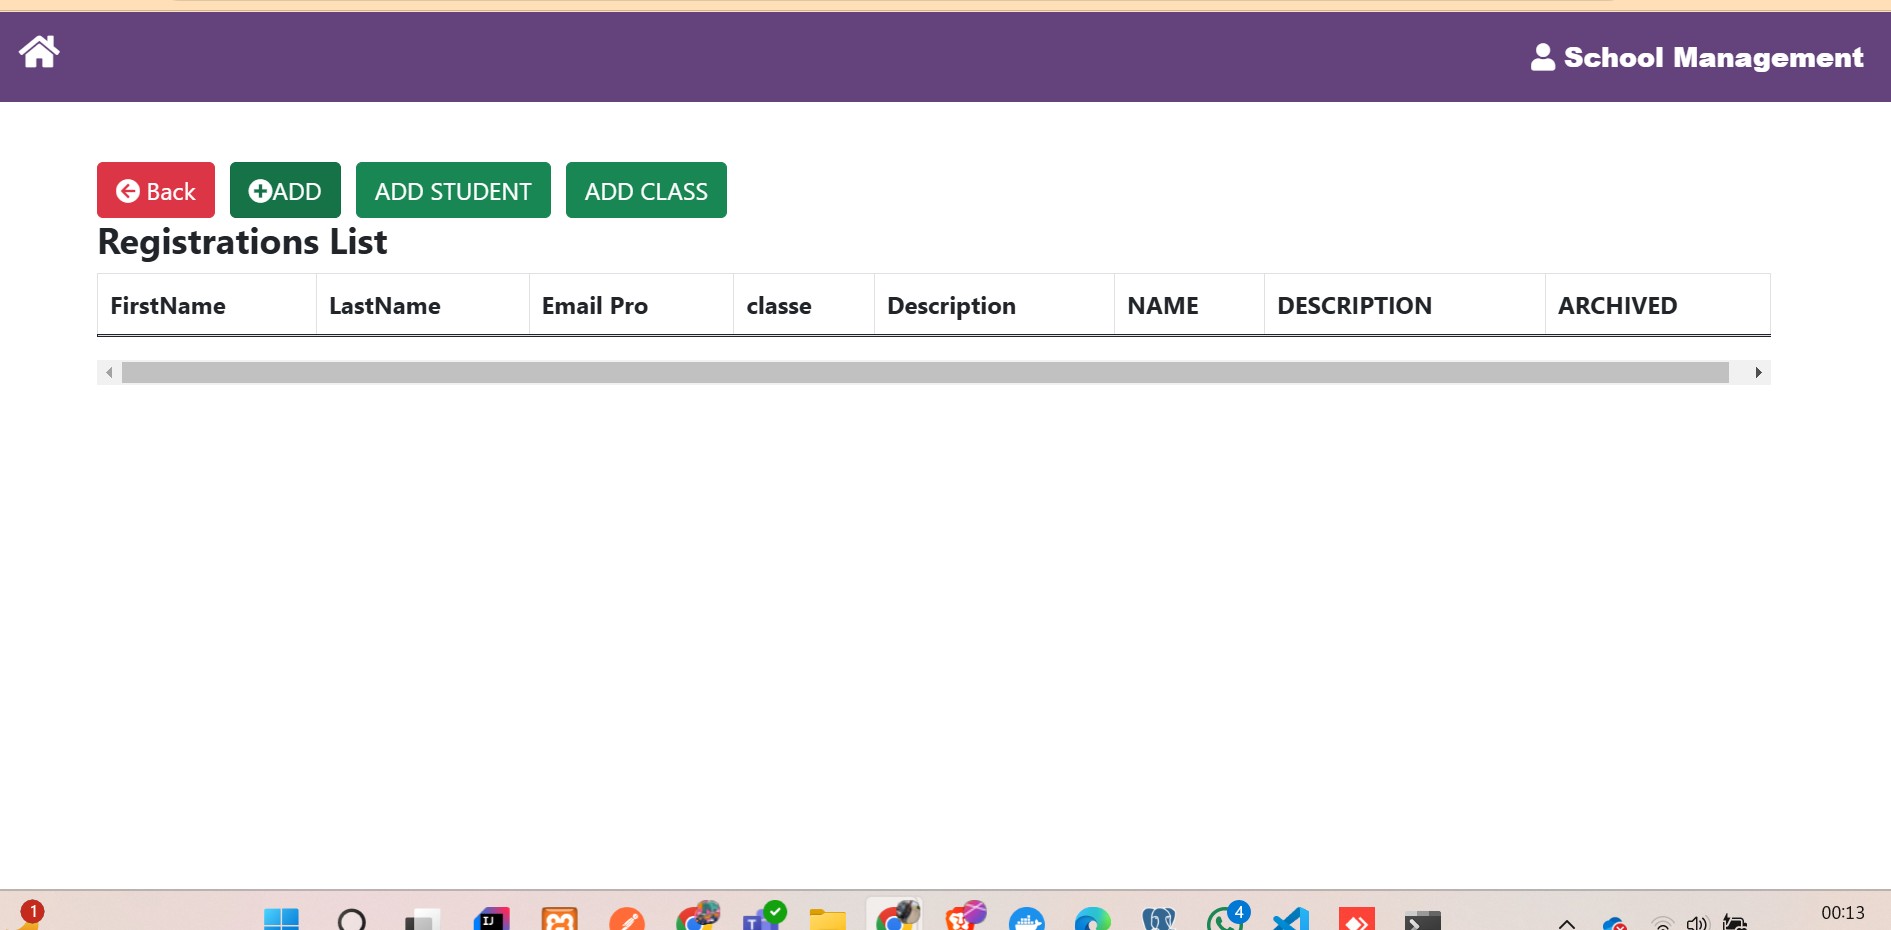 School Management
Back ADD ADD STUDENT ADD CLASS
Registrations List
FirstName LastName Email Pro classe Description NAME DESCRIPTION ARCHIVED
1 IJ T 4 00:13